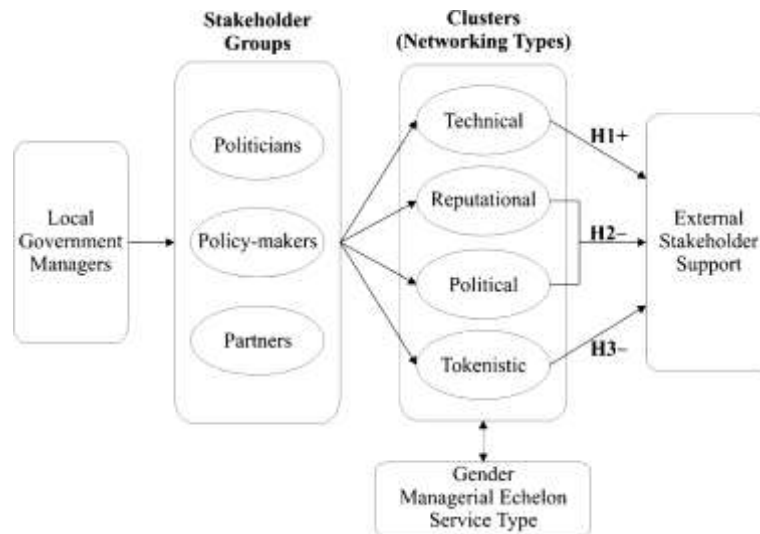 Stakeholder
Groups
Clusters
(Networking Types)
Politicians
Policy-makers
Partners
Local
Government
Managers
Technical
Reputational
Political
Tokenistic
H1+
H2–
H3–
External
Stakeholder
Support
Gender
Managerial Echelon
Service Type